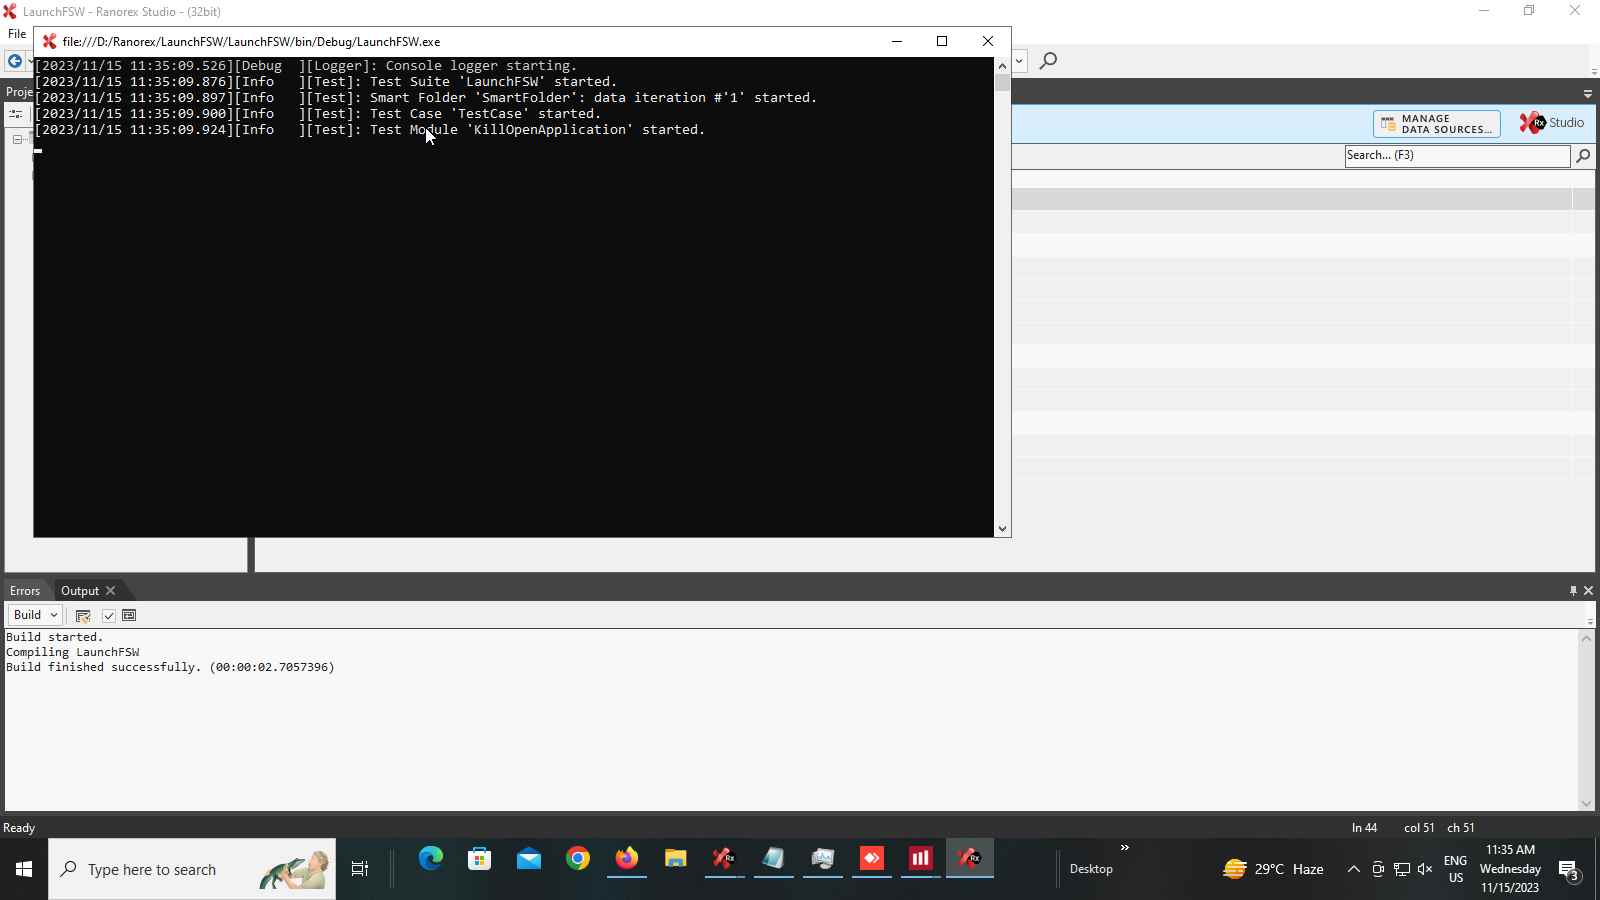 LaunchFSW - Ranorex Studio - (32bit)
File
file:///D:/Ranorex/LaunchFSW/LaunchFSW/bin/Debug/LaunchFSW.exe
[2023/11/15 11:35:09.526][Debug  ][Logger]: Console logger starting.
[2023/11/15 11:35:09.876][Info   ][Test]: Test Suite 'LaunchFSW' started.
[2023/11/15 11:35:09.897][Info   ][Test]: Smart Folder 'SmartFolder': data iteration #'1' started.
[2023/11/15 11:35:09.900][Info   ][Test]: Test Case 'TestCase' started.
[2023/11/15 11:35:09.924][Info   ][Test]: Test Module 'KillOpenApplication' started.
Proje
MANAGE
DATA SOURCES...
Rx Studio
Search... (F3)
Errors
Output
Build
Build started.
Compiling LaunchFSW
Build finished successfully. (00:00:02.7057396)
Ready
ln 44
col 51
ch 51
Type here to search
Rx
Rx
Desktop
»
29°C Haze
ENG
US
11:35 AM
Wednesday
11/15/2023
3